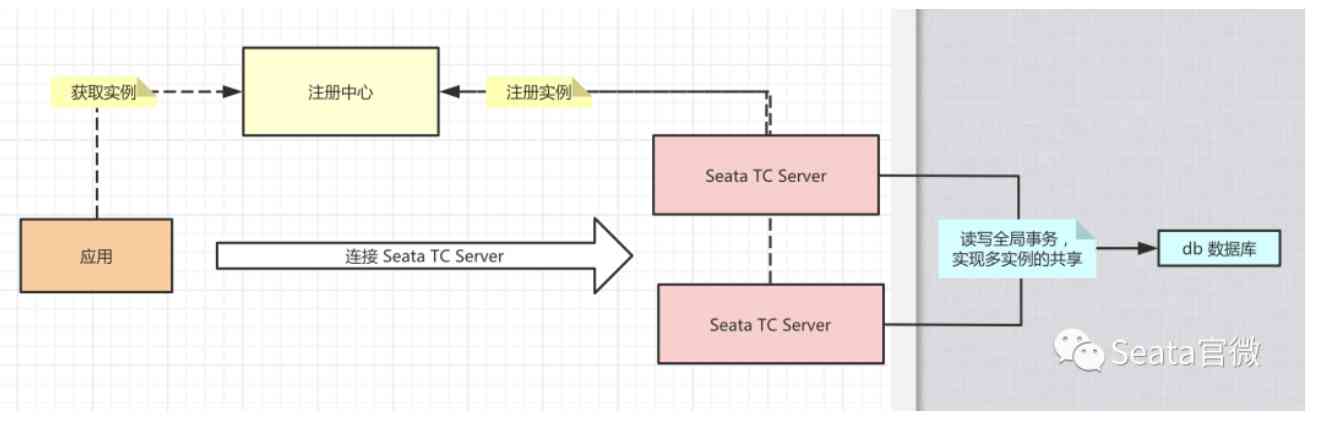 获取实例
注册中心
注册实例
Seata TC Server
应用
连接 Seata TC Server
读写全局事务，
实现多实例的共享
db 数据库
Seata TC Server
Seata官微